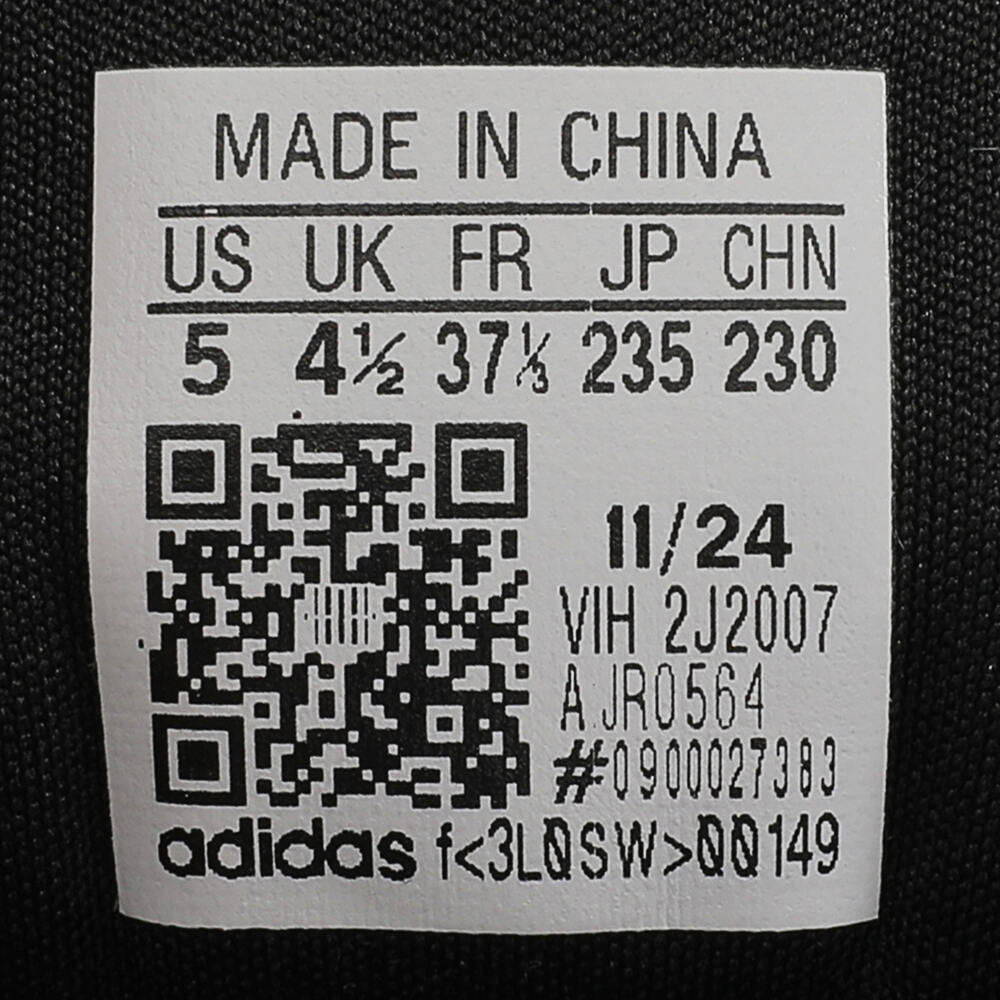 MADE IN CHINA
US UK FR JP CHN
5 4½ 37⅓ 235 230
11/24
VIH 2J2007
A.JR0564
#0900027383
adidas f<3L0SW>00149